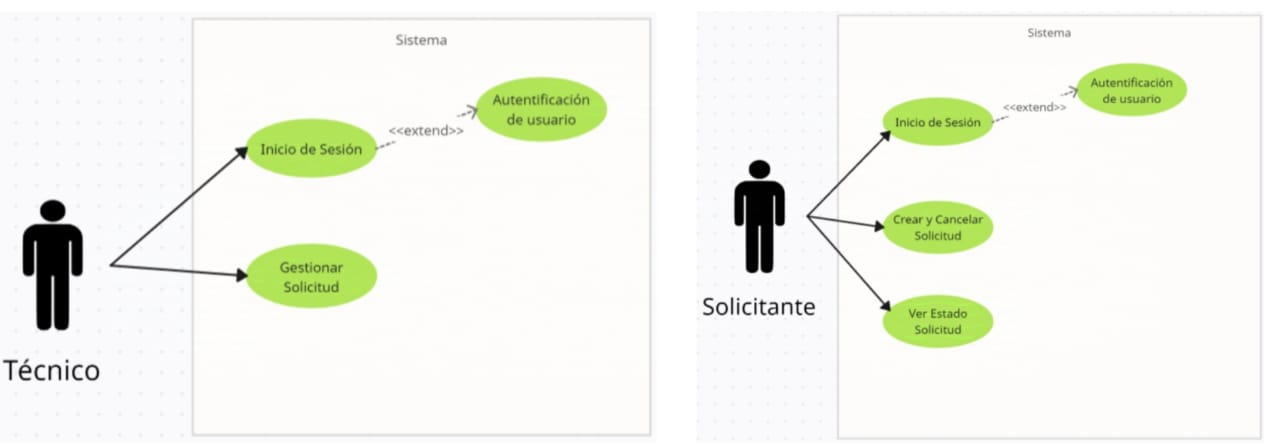 Sistema
Autentificación
de usuario
<<extend>>
Inicio de Sesión
Gestionar
Solicitud
Técnico
Sistema
Autentificación
de usuario
<<extend>>
Inicio de Sesión
Crear y Cancelar
Solicitud
Ver Estado
Solicitud
Solicitante